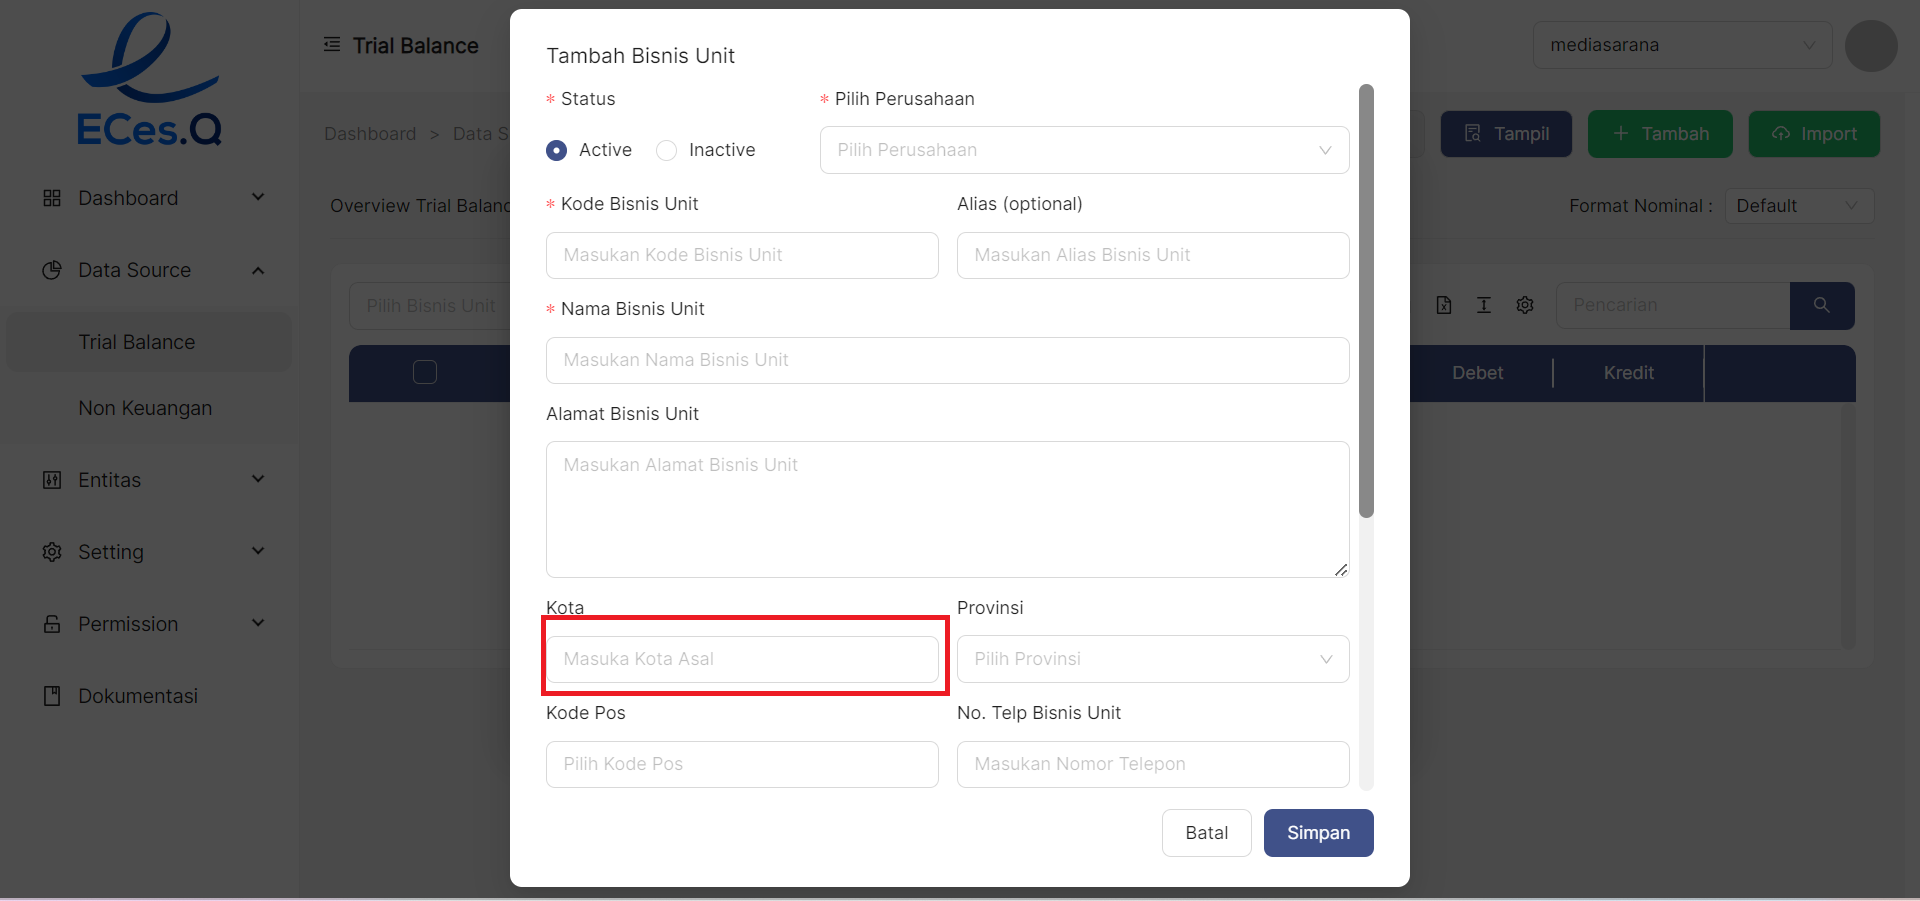 ECes.Q
Dashboard
Data Source
Trial Balance
Non Keuangan
Entitas
Setting
Permission
Dokumentasi
Trial Balance
mediasarana
Dashboard > Data S
Tampil
+ Tambah
Import
Overview Trial Balanc
Format Nominal : Default
Pilih Bisnis Unit
Pencarian
Debet
Kredit
Tambah Bisnis Unit
* Status
* Pilih Perusahaan
Active
Inactive
Pilih Perusahaan
* Kode Bisnis Unit
Alias (optional)
Masukan Kode Bisnis Unit
Masukan Alias Bisnis Unit
* Nama Bisnis Unit
Masukan Nama Bisnis Unit
Alamat Bisnis Unit
Masukan Alamat Bisnis Unit
Kota
Provinsi
Masuka Kota Asal
Pilih Provinsi
Kode Pos
No. Telp Bisnis Unit
Pilih Kode Pos
Masukan Nomor Telepon
Batal
Simpan